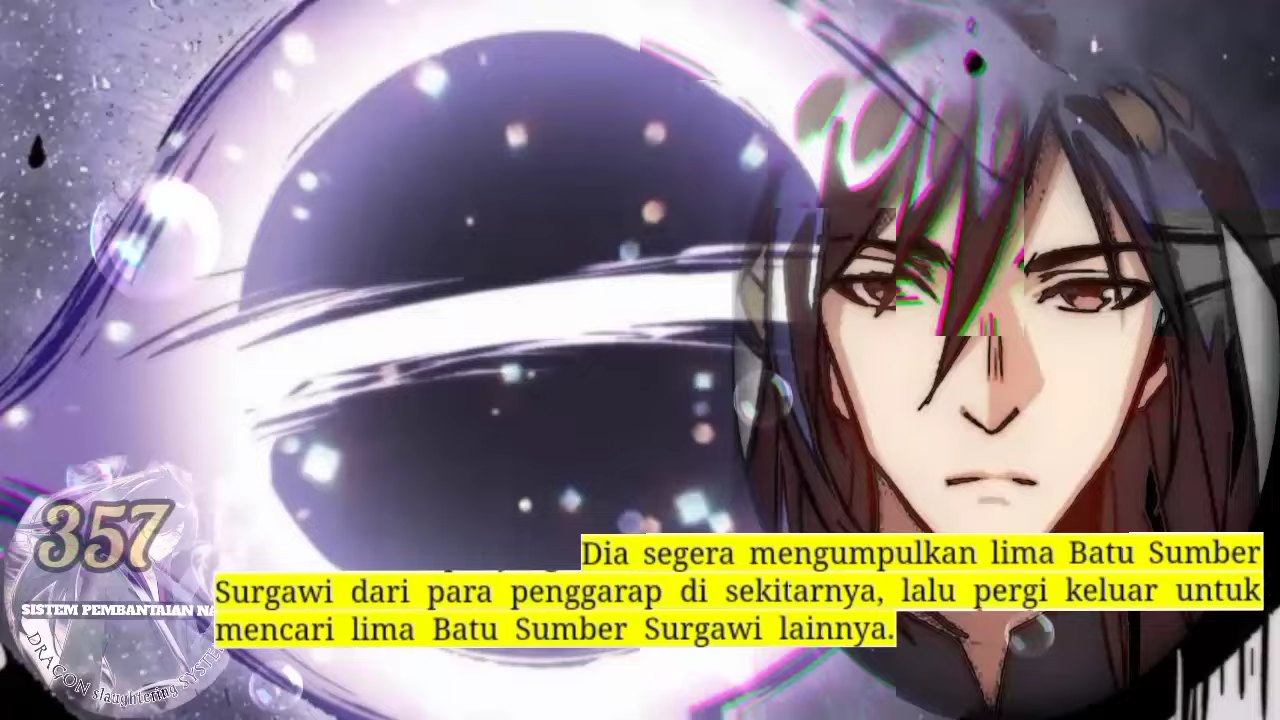 357
SISTEM PEMBANTAIAN NA
DRAGON slaughtering SYSTEM
Dia segera mengumpulkan lima Batu Sumber
Surgawi dari para penggarap di sekitarnya, lalu pergi keluar untuk
mencari lima Batu Sumber Surgawi lainnya.